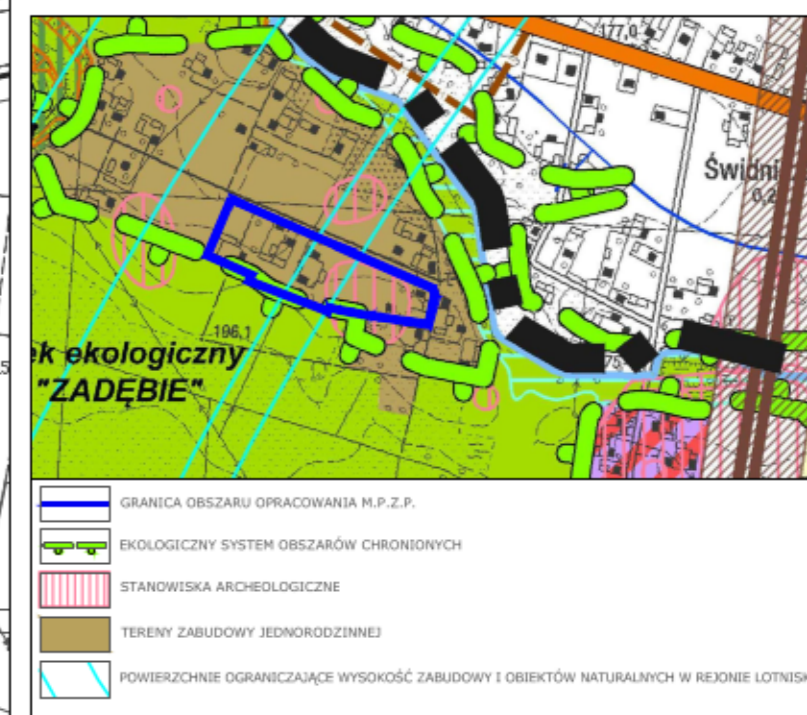 177,0
Świdni
0,2
196,1
ek ekologiczny
"ZADĘBIE"
75
5
GRANICA OBSZARU OPRACOWANIA M.P.Z.P.
EKOLOGICZNY SYSTEM OBSZARÓW CHRONIONYCH
STANOWISKA ARCHEOLOGICZNE
TERENY ZABUDOWY JEDNORODZINNEJ
POWIERZCHNIE OGRANICZAJĄCE WYSOKOŚĆ ZABUDOWY I OBIEKTÓW NATURALNYCH W REJONIE LOTNISK